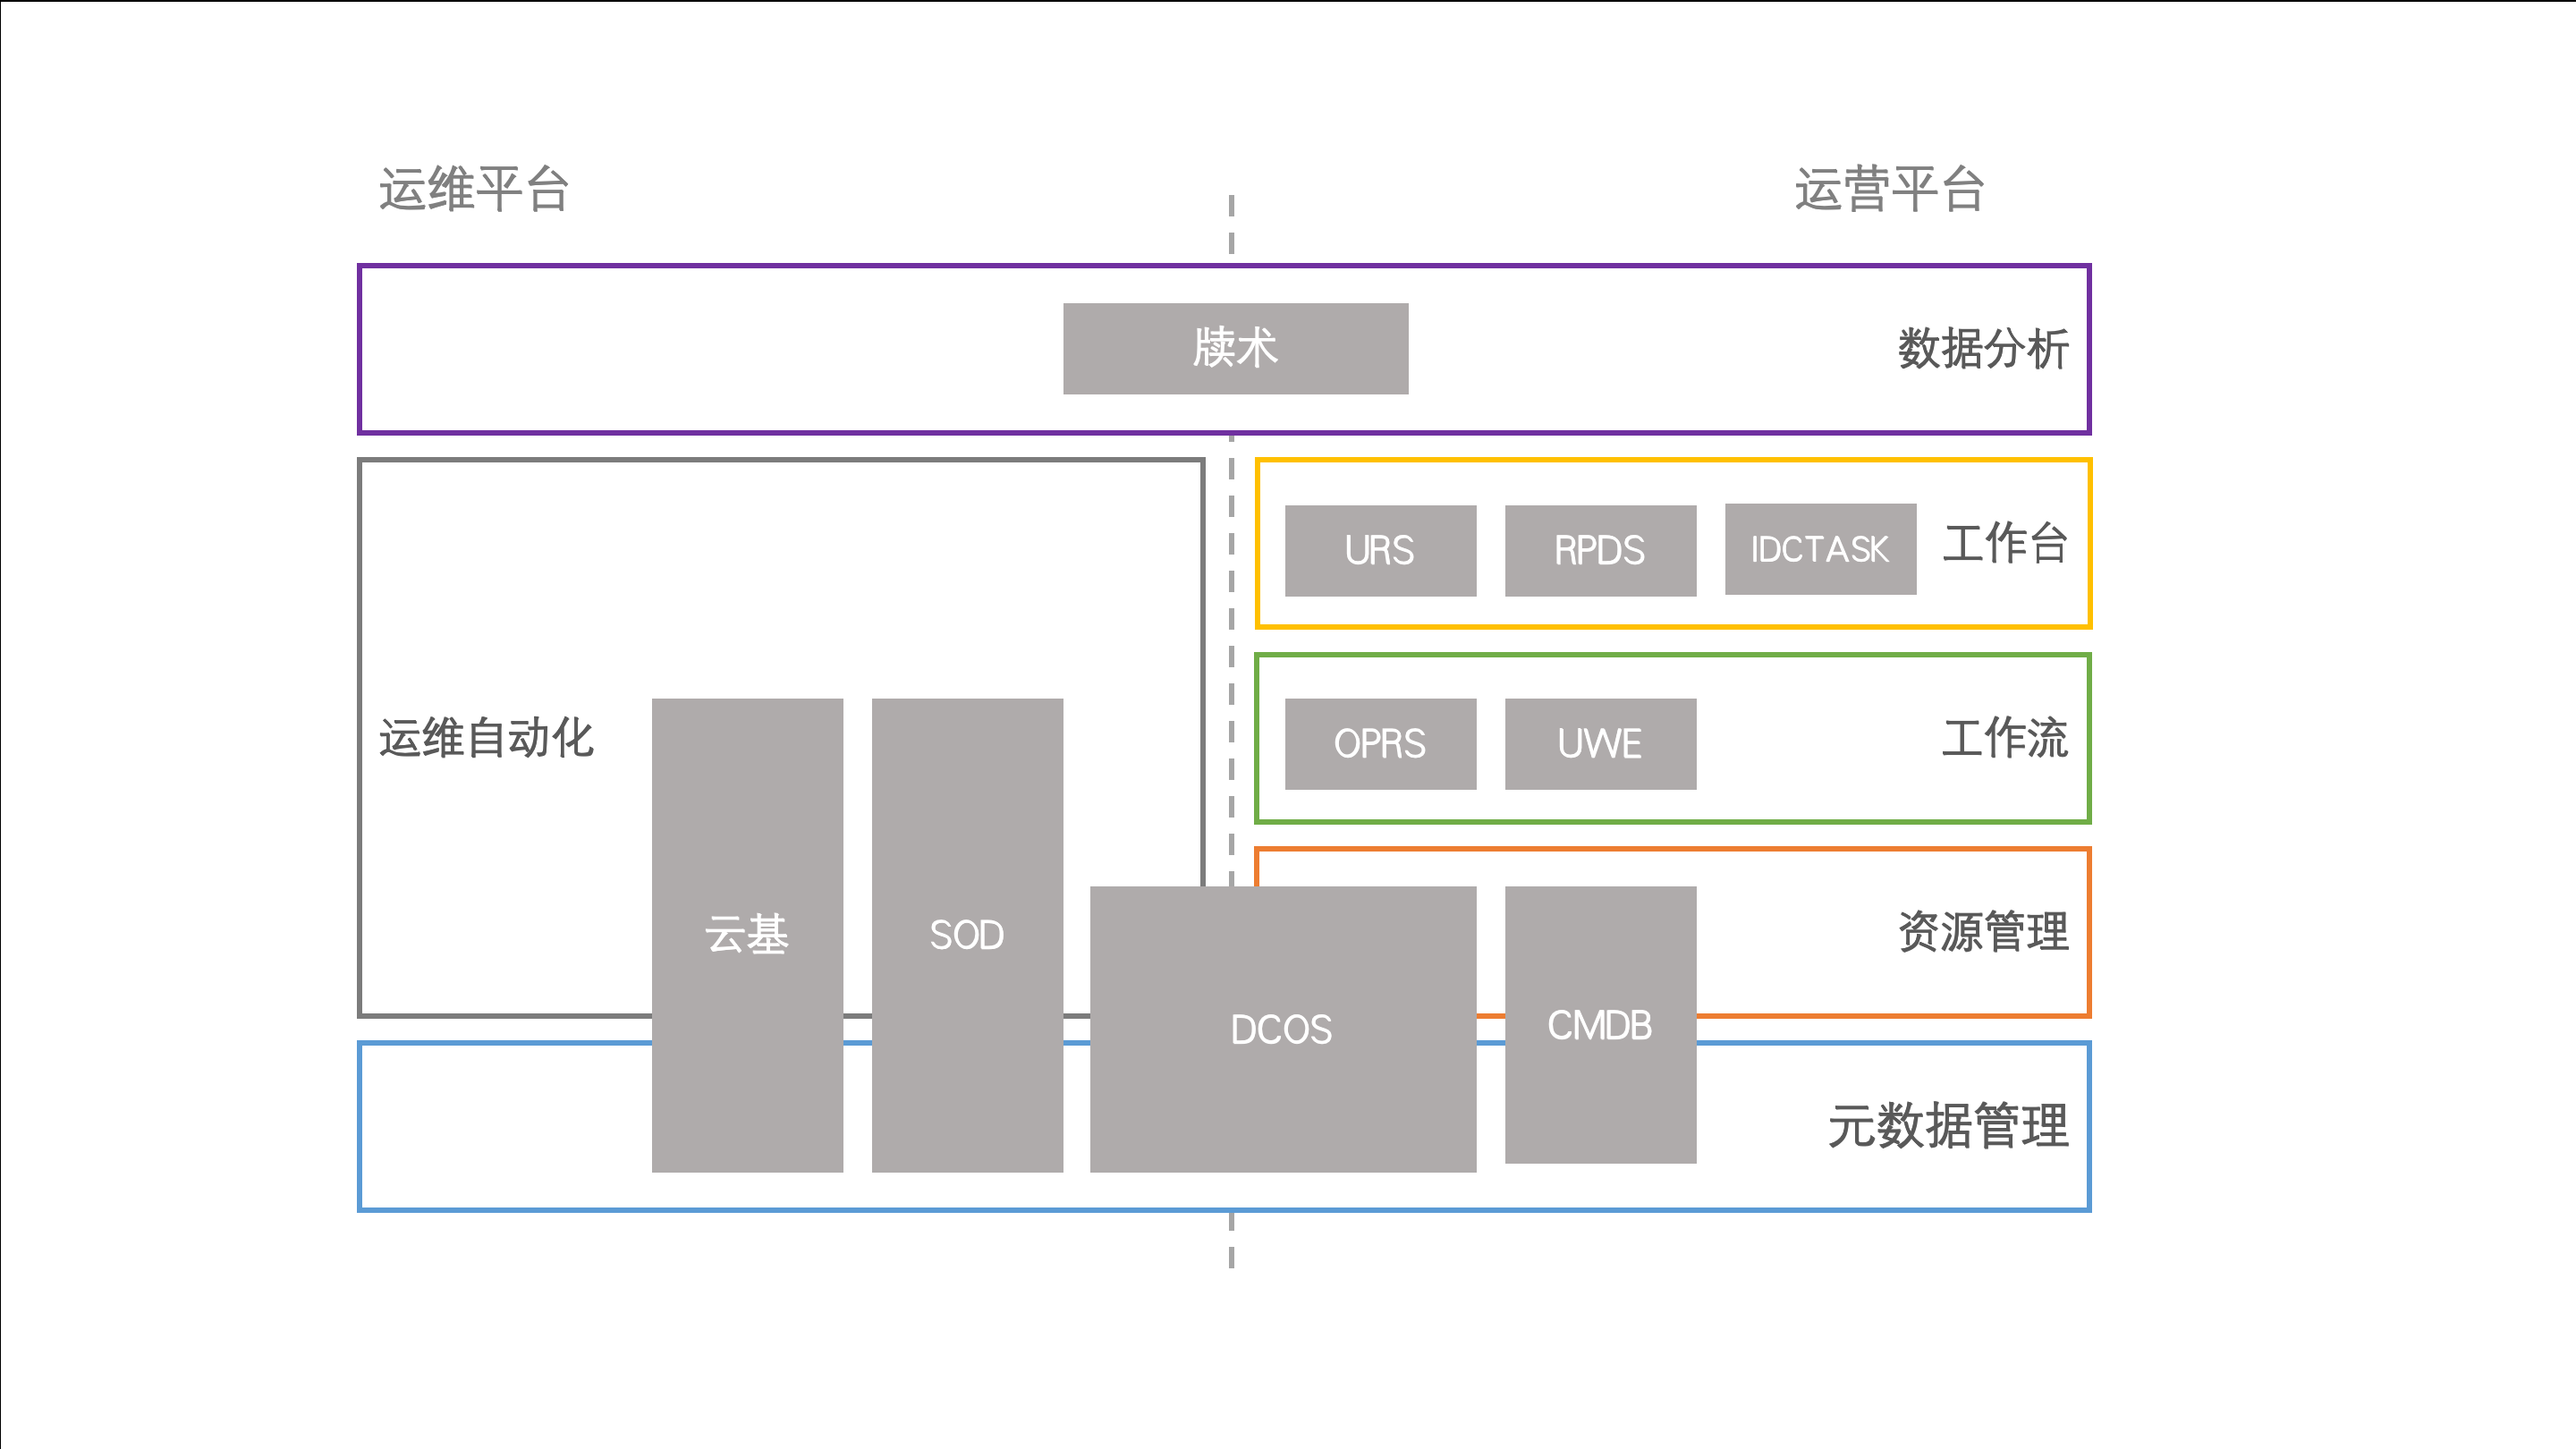 运维平台
运营平台
牍术
数据分析
URS
RPDS
IDCTASK
工作台
运维自动化
OPRS
UWE
工作流
云基
SOD
资源管理
DCOS
CMDB
元数据管理